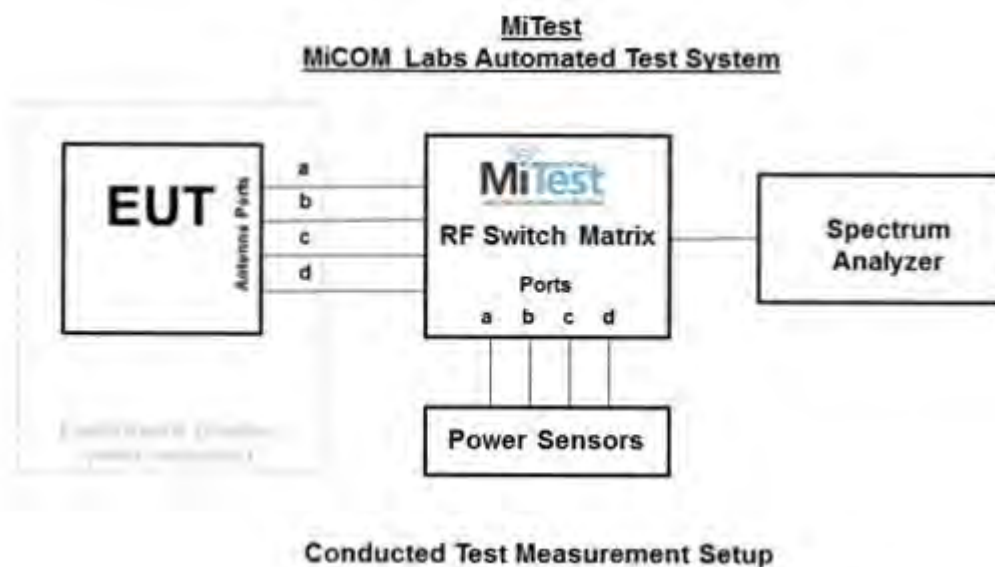 MiTest
MiCOM Labs Automated Test System
EUT
Antenna Ports
a
b
c
d
MiTest
RF Switch Matrix
Ports
a b c d
Spectrum
Analyzer
Power Sensors
Conducted Test Measurement Setup